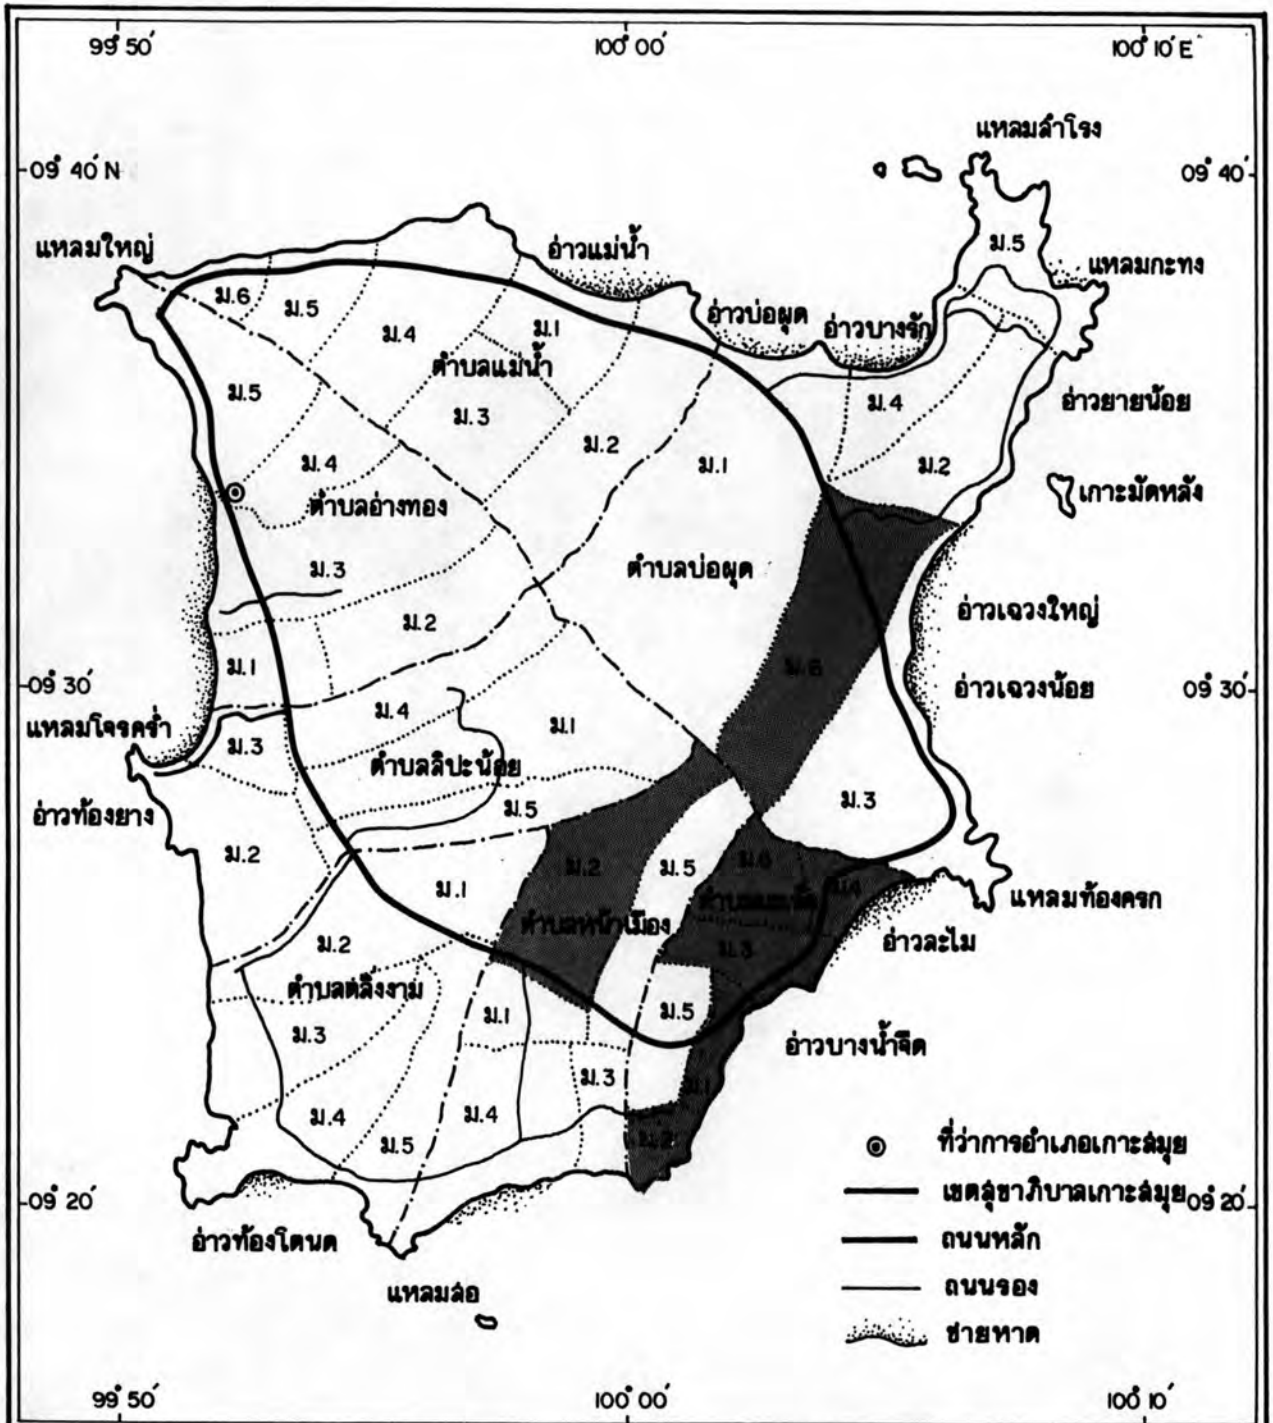 99° 50′ 100° 00′ 100° 10′ E
แหลมสำโรง
09° 40′ N 09° 40′
ม.5
แหลมใหญ่ อ่าวแม่น้ำ แหลมกะทง
ม.6 ม.5 อ่าวบ่อผุด อ่าวบางรัก
ม.4 ม.1
ตำบลแม่น้ำ
ม.5 ม.3 ม.4 อ่าวยายน้อย
ม.4 ม.2 ม.1 ม.2
ตำบลอ่างทอง เกาะมัดหลัง
ม.3 ตำบลบ่อผุด
ม.2 อ่าวเฉวงใหญ่
ม.1 ม.6
09° 30′ อ่าวเฉวงน้อย 09° 30′
แหลมโจรคร่ำ ม.4 ม.1
ม.3 ตำบลลิปะน้อย
อ่าวท้องยาง ม.5 ม.3
ม.2 ม.2 ม.5 ม.6
ม.1 ม.4 แหลมท้องครก
ตำบลหน้าเมือง
ม.2 ม.3 อ่าวละไม
ตำบลตลิ่งงาม
ม.3 ม.1 ม.5
อ่าวบางน้ำจืด
ม.3 ม.1
ม.4 ม.5 ม.4 ม.2
ที่ว่าการอำเภอเกาะสมุย
09° 20′ เขตสุขาภิบาลเกาะสมุย 09° 20′
อ่าวท้องโตนด ถนนหลัก
แหลมสอ ถนนรอง
ชายหาด
99° 50′ 100° 00′ 100° 10′